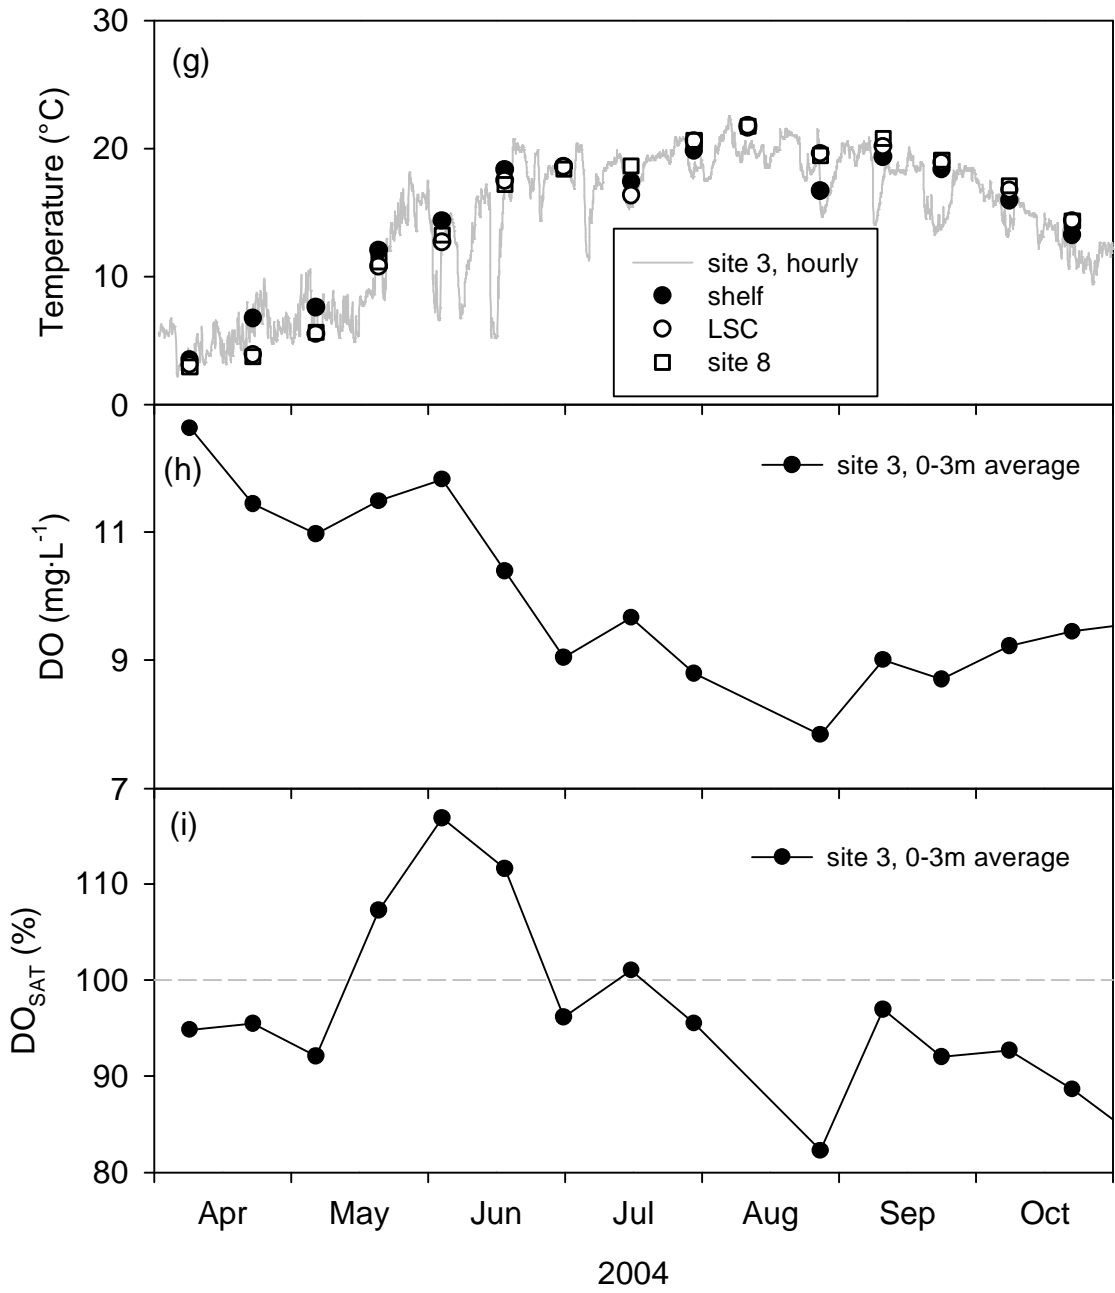 30
(g)
20
10
0
Temperature (°C)
site 3, hourly
shelf
LSC
site 8
(h)
site 3, 0-3m average
11
9
7
DO (mg·L⁻¹)
(i)
site 3, 0-3m average
110
100
90
80
DO_SAT (%)
Apr May Jun Jul Aug Sep Oct
2004